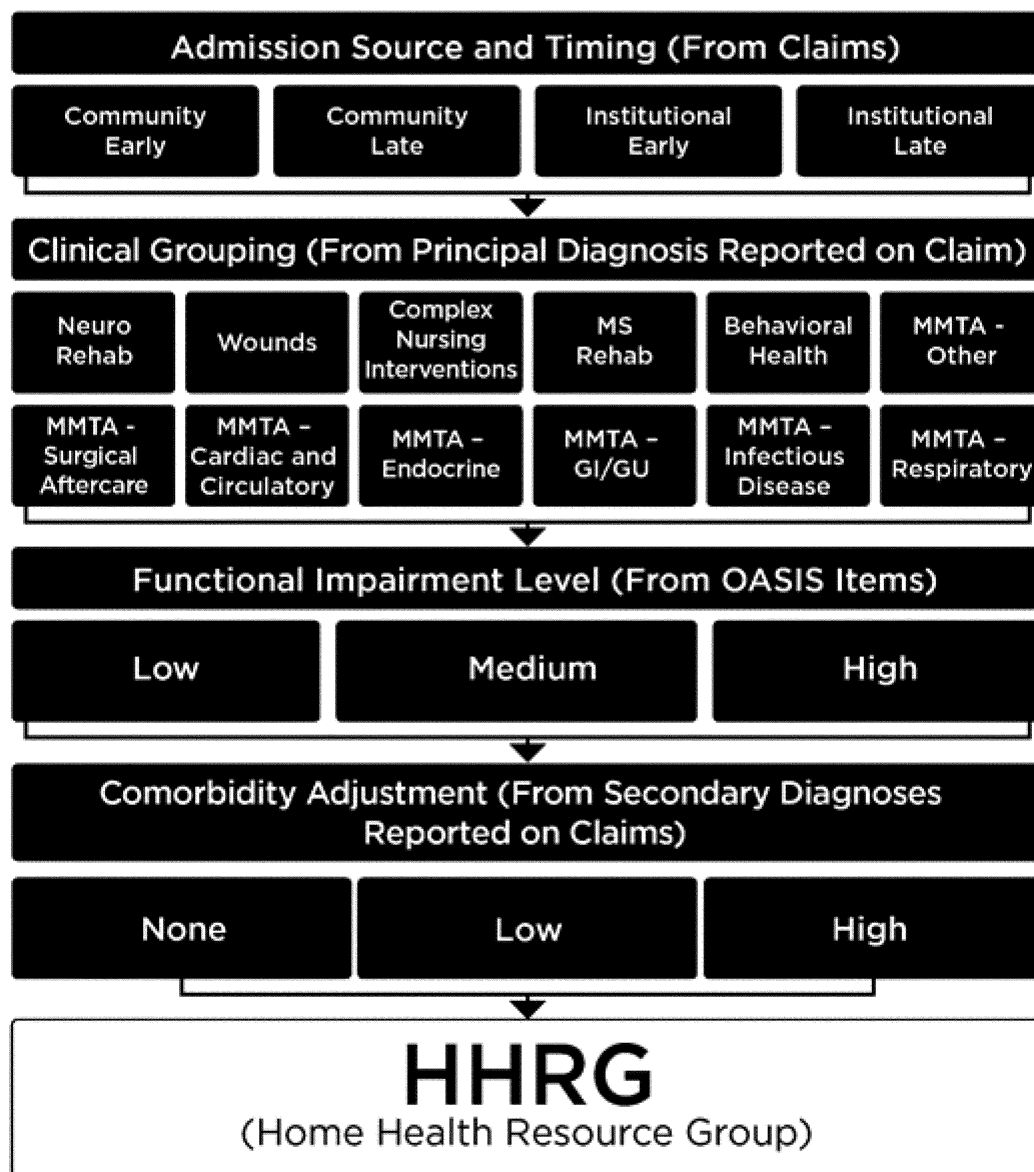 Admission Source and Timing (From Claims)
Community
Early
Community
Late
Institutional
Early
Institutional
Late
Clinical Grouping (From Principal Diagnosis Reported on Claim)
Neuro
Rehab
Wounds
Complex
Nursing
Interventions
MS
Rehab
Behavioral
Health
MMTA -
Other
MMTA -
Surgical
Aftercare
MMTA –
Cardiac and
Circulatory
MMTA –
Endocrine
MMTA –
GI/GU
MMTA –
Infectious
Disease
MMTA –
Respiratory
Functional Impairment Level (From OASIS Items)
Low
Medium
High
Comorbidity Adjustment (From Secondary Diagnoses
Reported on Claims)
None
Low
High
HHRG
(Home Health Resource Group)